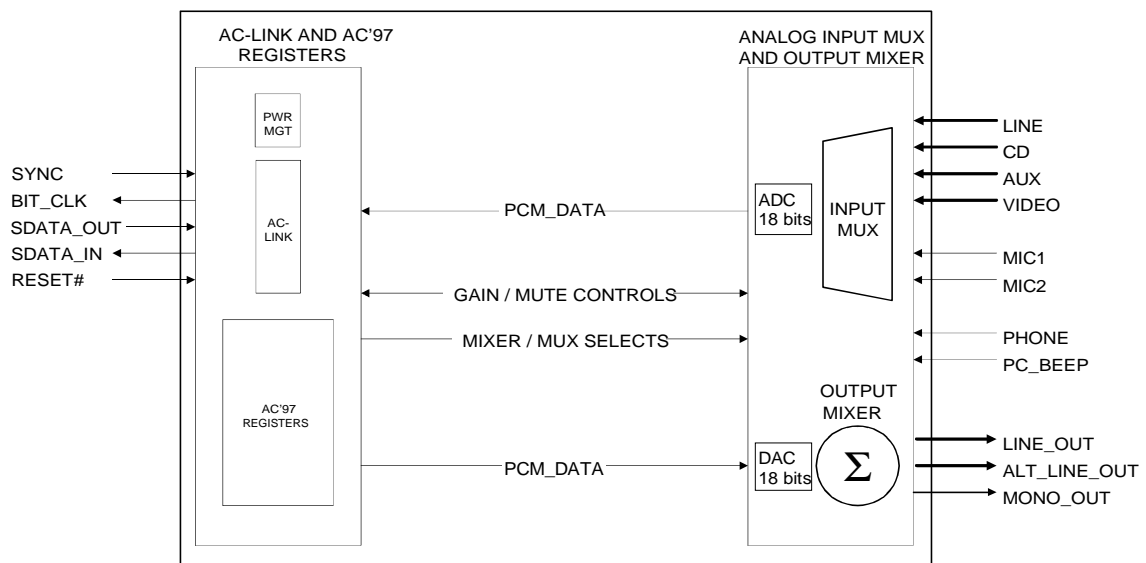 AC-LINK AND AC'97
REGISTERS
PWR
MGT
AC-
LINK
AC'97
REGISTERS
SYNC
BIT_CLK
SDATA_OUT
SDATA_IN
RESET#
PCM_DATA
GAIN / MUTE CONTROLS
MIXER / MUX SELECTS
PCM_DATA
ANALOG INPUT MUX
AND OUTPUT MIXER
ADC
18 bits
INPUT
MUX
OUTPUT
MIXER
DAC
18 bits
Σ
LINE
CD
AUX
VIDEO
MIC1
MIC2
PHONE
PC_BEEP
LINE_OUT
ALT_LINE_OUT
MONO_OUT